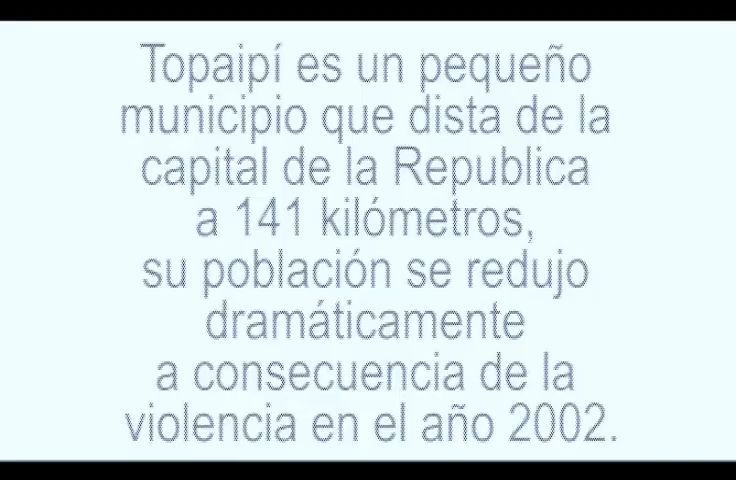 Topaipí es un pequeño
municipio que dista de la
capital de la Republica
a 141 kilómetros,
su población se redujo
dramáticamente
a consecuencia de la
violencia en el año 2002.